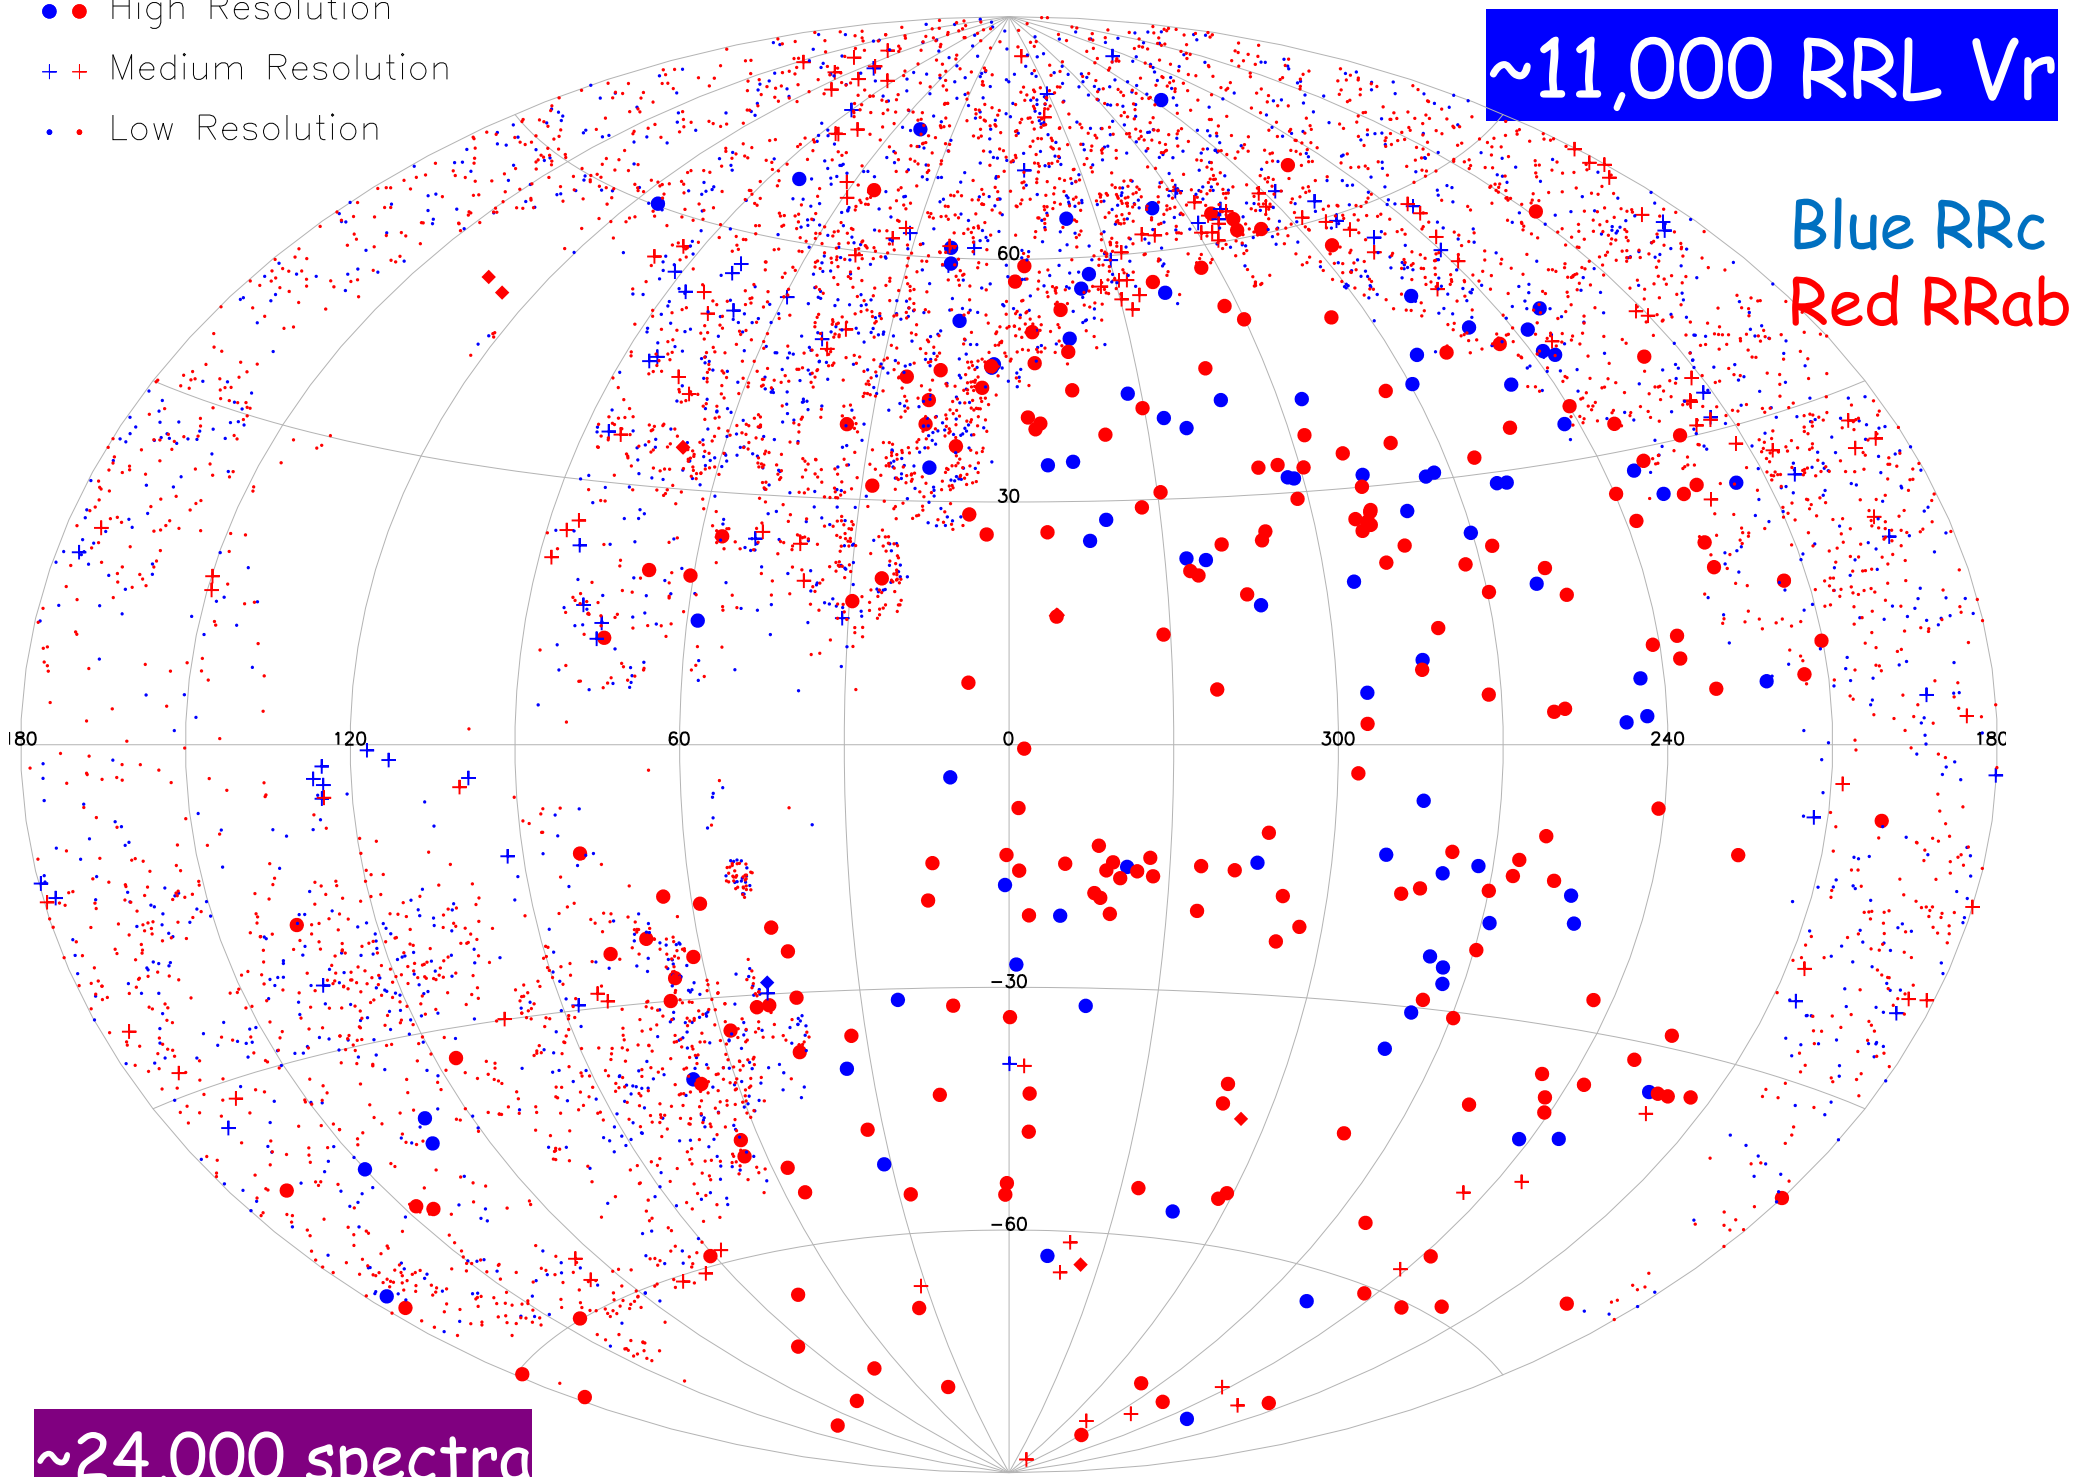 High Resolution
Medium Resolution
Low Resolution
~11,000 RRL Vr
Blue RRc
Red RRab
60
30
180 120 60 0 300 240 180
-30
-60
~24,000 spectra